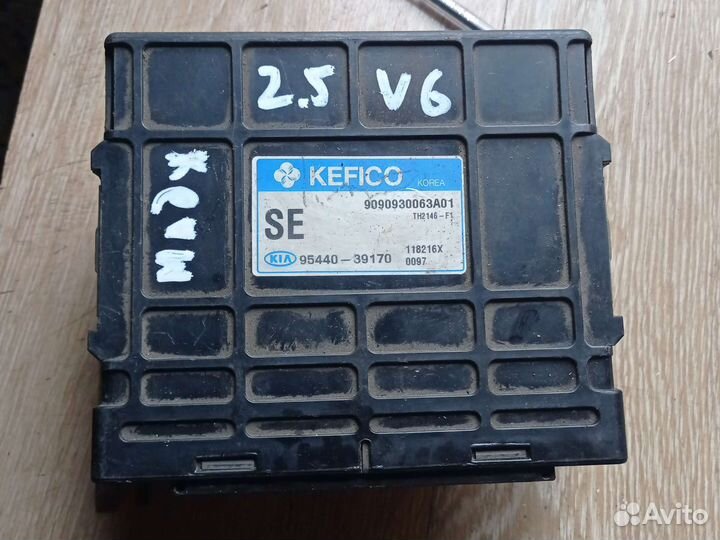 2.5 V6
KEFICO KOREA
SE
9090930063A01
TH2146-F1
KIA 95440-39170
118216X
0097
Avito